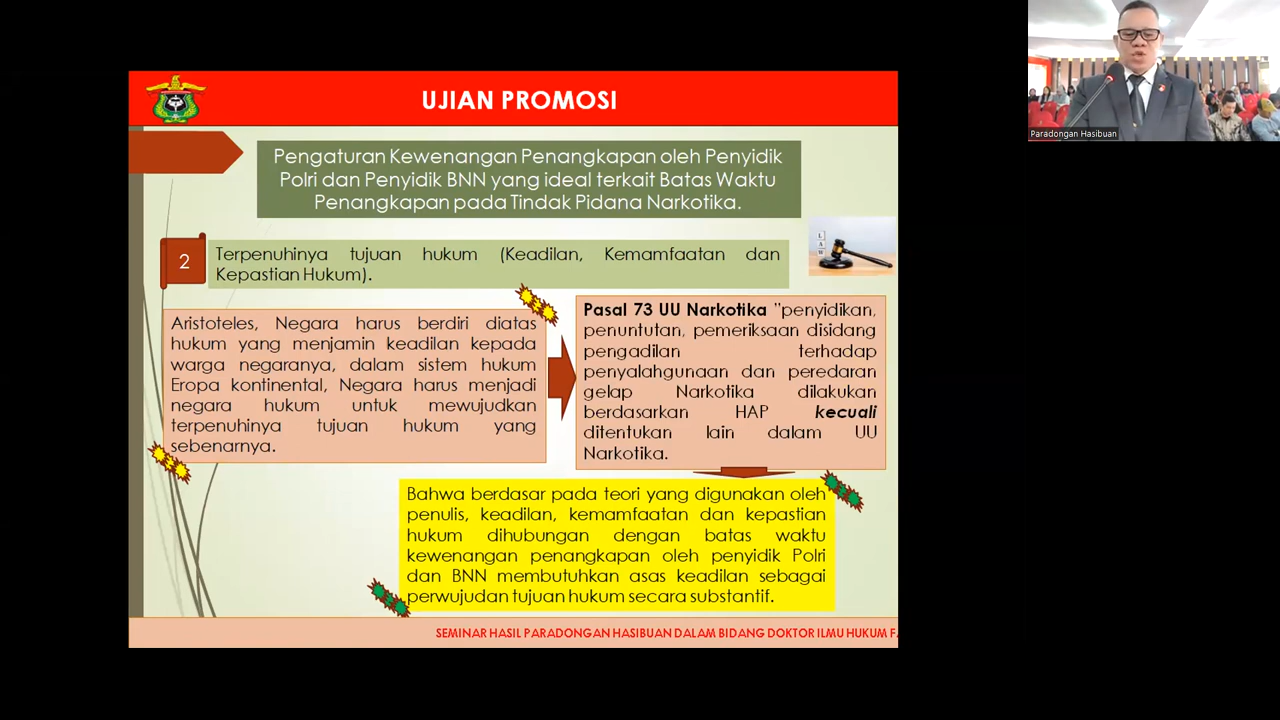 UJIAN PROMOSI
Paradongan Hasibuan
Pengaturan Kewenangan Penangkapan oleh Penyidik
Polri dan Penyidik BNN yang ideal terkait Batas Waktu
Penangkapan pada Tindak Pidana Narkotika.
2
Terpenuhinya tujuan hukum (Keadilan, Kemamfaatan dan
Kepastian Hukum).
L
A
W
Aristoteles, Negara harus berdiri diatas
hukum yang menjamin keadilan kepada
warga negaranya, dalam sistem hukum
Eropa kontinental, Negara harus menjadi
negara hukum untuk mewujudkan
terpenuhinya tujuan hukum yang
sebenarnya.
Pasal 73 UU Narkotika "penyidikan,
penuntutan, pemeriksaan disidang
pengadilan terhadap
penyalahgunaan dan peredaran
gelap Narkotika dilakukan
berdasarkan HAP kecuali
ditentukan lain dalam UU
Narkotika.
Bahwa berdasar pada teori yang digunakan oleh
penulis, keadilan, kemamfaatan dan kepastian
hukum dihubungan dengan batas waktu
kewenangan penangkapan oleh penyidik Polri
dan BNN membutuhkan asas keadilan sebagai
perwujudan tujuan hukum secara substantif.
SEMINAR HASIL PARADONGAN HASIBUAN DALAM BIDANG DOKTOR ILMU HUKUM